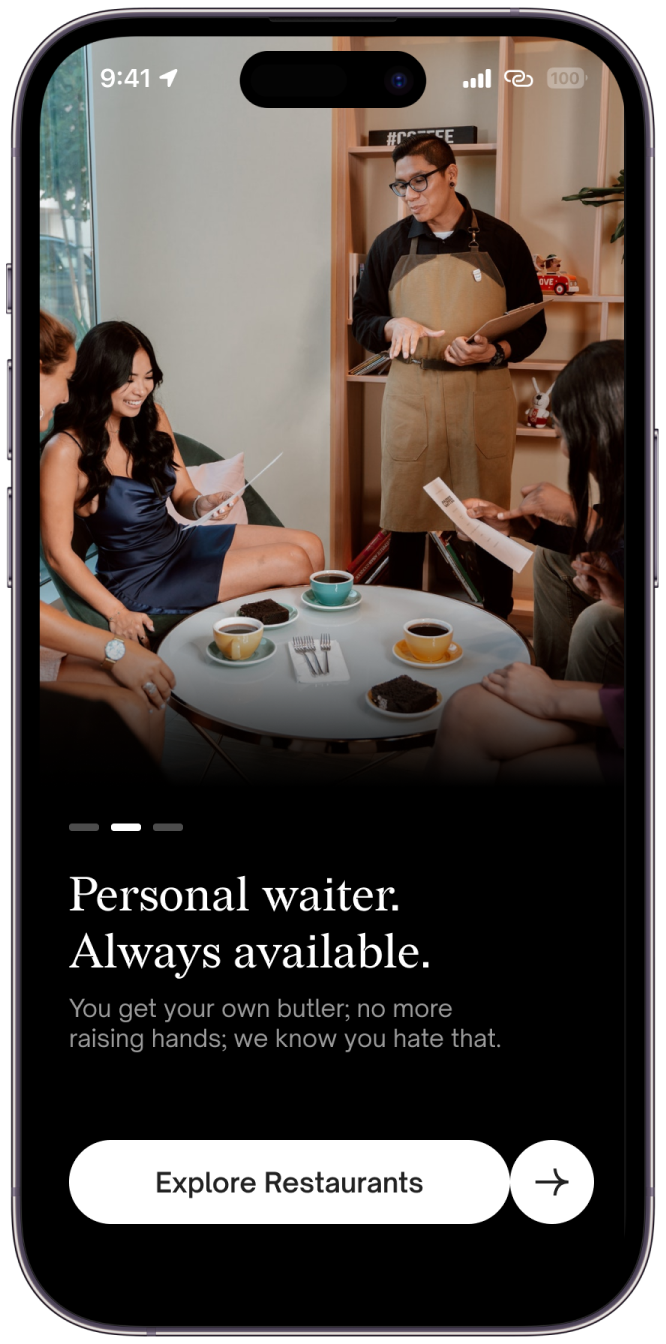 9:41
100
#COFFEE
LOVE
Personal waiter.
Always available.
You get your own butler; no more
raising hands; we know you hate that.
Explore Restaurants